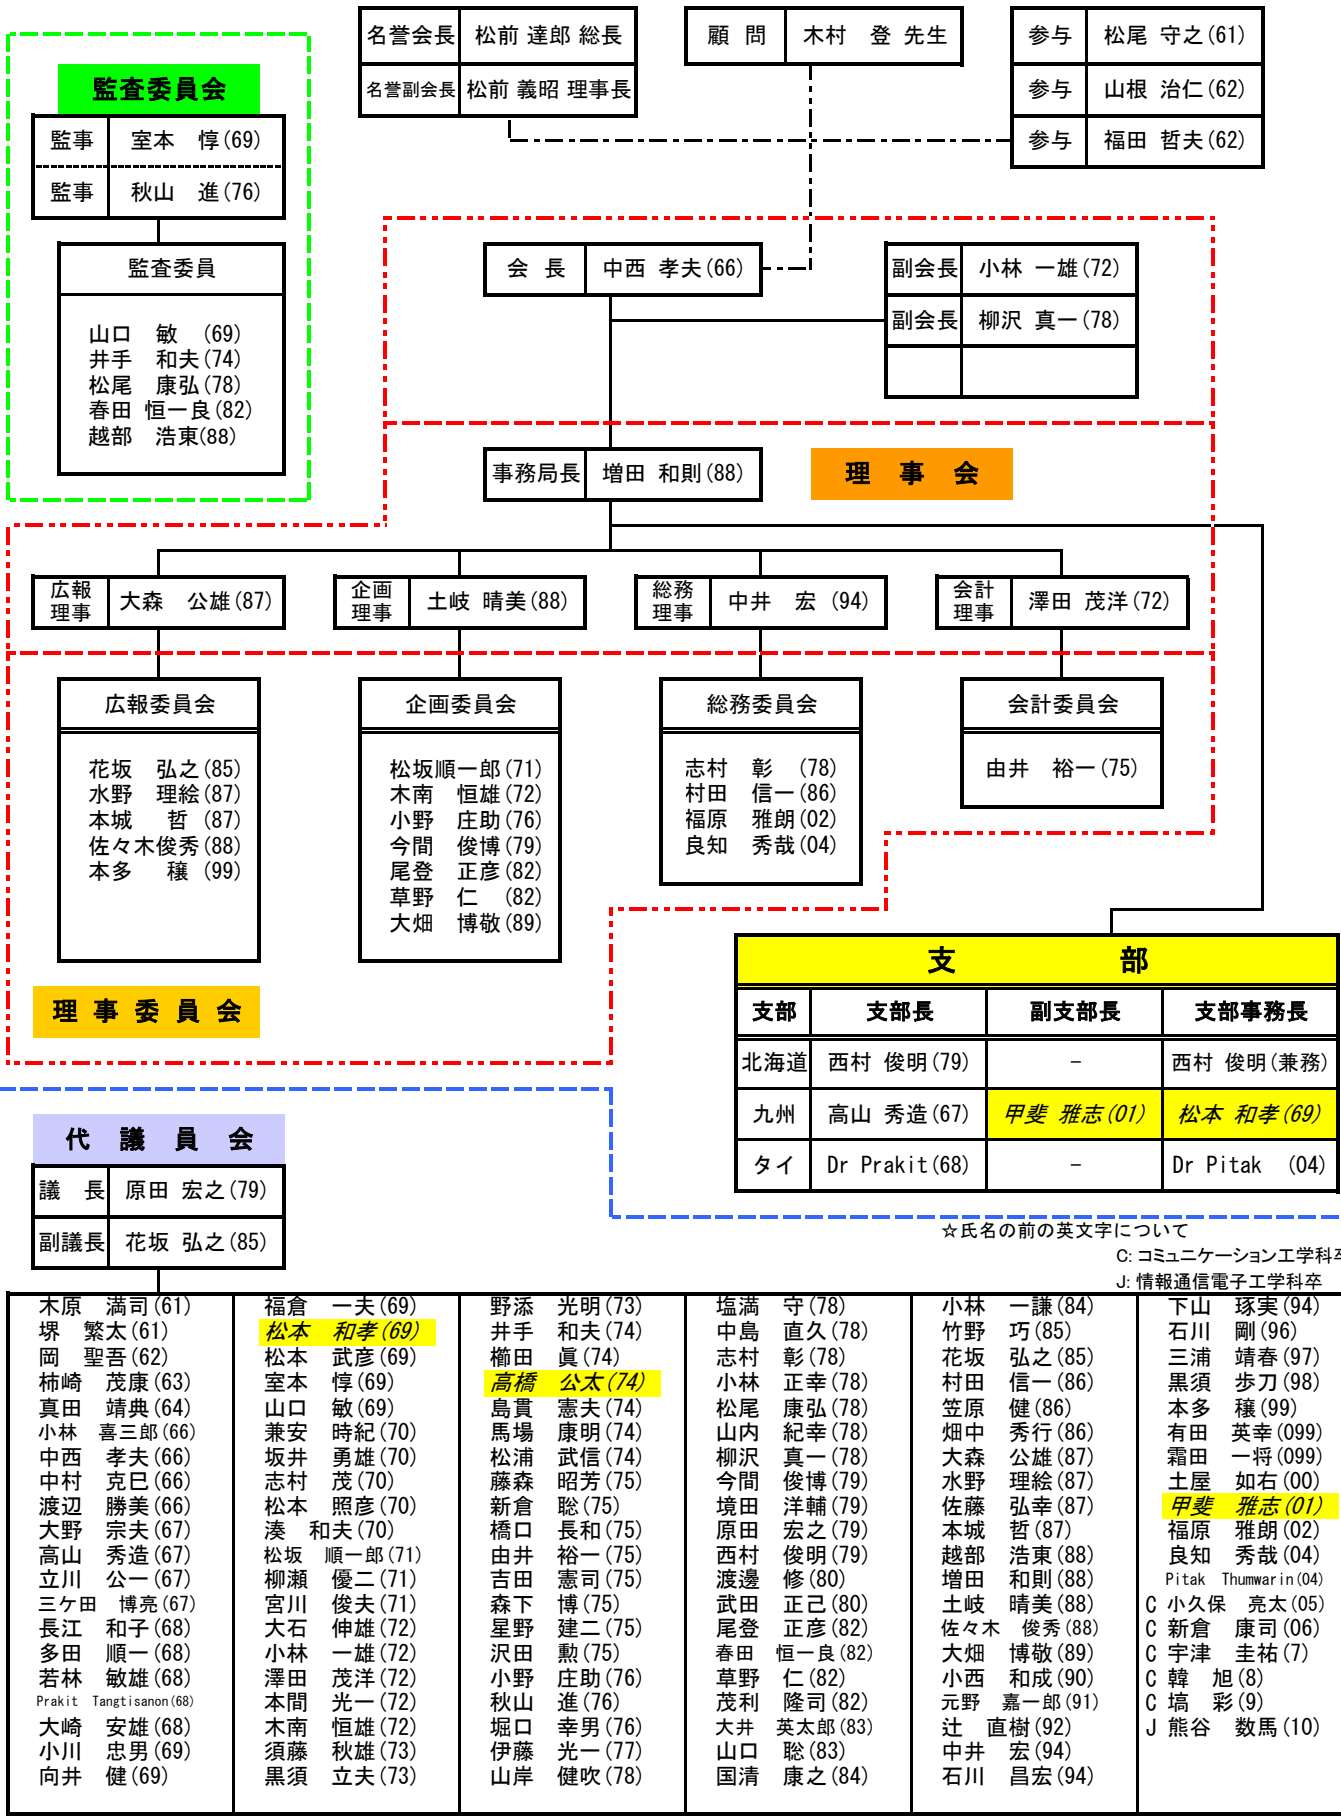 名誉会長 松前 達郎 総長
名誉副会長 松前 義昭 理事長
顧 問 木村 登 先生
参与 松尾 守之(61)
参与 山根 治仁(62)
参与 福田 哲夫(62)
監査委員会
監事 室本 惇(69)
監事 秋山 進(76)
監査委員
山口 敏 (69)
井手 和夫(74)
松尾 康弘(78)
春田 恒一良(82)
越部 浩東(88)
会 長 中西 孝夫(66)
副会長 小林 一雄(72)
副会長 柳沢 真一(78)
事務局長 増田 和則(88)
理 事 会
広報理事 大森 公雄(87)
企画理事 土岐 晴美(88)
総務理事 中井 宏 (94)
会計理事 澤田 茂洋(72)
広報委員会
花坂 弘之(85)
水野 理絵(87)
本城 哲 (87)
佐々木俊秀(88)
本多 穣 (99)
企画委員会
松坂順一郎(71)
木南 恒雄(72)
小野 庄助(76)
今間 俊博(79)
尾登 正彦(82)
草野 仁 (82)
大畑 博敬(89)
総務委員会
志村 彰 (78)
村田 信一(86)
福原 雅朗(02)
良知 秀哉(04)
会計委員会
由井 裕一(75)
理 事 委 員 会
支 部
支部 支部長 副支部長 支部事務長
北海道 西村 俊明(79) － 西村 俊明(兼務)
九州 高山 秀造(67) 甲斐 雅志(01) 松本 和孝(69)
タイ Dr Prakit(68) － Dr Pitak (04)
代 議 員 会
議 長 原田 宏之(79)
副議長 花坂 弘之(85)
☆氏名の前の英文字について
C: コミュニケーション工学科卒
J: 情報通信電子工学科卒
木原 満司(61)
堺 繁太(61)
岡 聖吾(62)
柿崎 茂康(63)
真田 靖典(64)
小林 喜三郎(66)
中西 孝夫(66)
中村 克巳(66)
渡辺 勝美(66)
大野 宗夫(67)
高山 秀造(67)
立川 公一(67)
三ケ田 博亮(67)
長江 和子(68)
多田 順一(68)
若林 敏雄(68)
Prakit Tangtisanon(68)
大崎 安雄(68)
小川 忠男(69)
向井 健(69)
福倉 一夫(69)
松本 和孝(69)
松本 武彦(69)
室本 惇(69)
山口 敏(69)
兼安 時紀(70)
坂井 勇雄(70)
志村 茂(70)
松本 照彦(70)
湊 和夫(70)
松坂 順一郎(71)
柳瀬 優二(71)
宮川 俊夫(71)
大石 伸雄(72)
小林 一雄(72)
澤田 茂洋(72)
本間 光一(72)
木南 恒雄(72)
須藤 秋雄(73)
黒須 立夫(73)
野添 光明(73)
井手 和夫(74)
櫛田 眞(74)
高橋 公太(74)
島貫 憲夫(74)
馬場 康明(74)
松浦 武信(74)
藤森 昭芳(75)
新倉 聡(75)
橋口 長和(75)
由井 裕一(75)
吉田 憲司(75)
森下 博(75)
星野 建二(75)
沢田 勲(75)
小野 庄助(76)
秋山 進(76)
堀口 幸男(76)
伊藤 光一(77)
山岸 健吹(78)
塩満 守(78)
中島 直久(78)
志村 彰(78)
小林 正幸(78)
松尾 康弘(78)
山内 紀幸(78)
柳沢 真一(78)
今間 俊博(79)
境田 洋輔(79)
原田 宏之(79)
西村 俊明(79)
渡邊 修(80)
武田 正己(80)
尾登 正彦(82)
春田 恒一良(82)
草野 仁(82)
茂利 隆司(82)
大井 英太郎(83)
山口 聡(83)
国清 康之(84)
小林 一謙(84)
竹野 巧(85)
花坂 弘之(85)
村田 信一(86)
笠原 健(86)
畑中 秀行(86)
大森 公雄(87)
水野 理絵(87)
佐藤 弘幸(87)
本城 哲(87)
越部 浩東(88)
増田 和則(88)
土岐 晴美(88)
佐々木 俊秀(88)
大畑 博敬(89)
小西 和成(90)
元野 嘉一郎(91)
辻 直樹(92)
中井 宏(94)
石川 昌宏(94)
下山 琢実(94)
石川 剛(96)
三浦 靖春(97)
黒須 歩刀(98)
本多 穣(99)
有田 英幸(099)
霜田 一将(099)
土屋 如右(00)
甲斐 雅志(01)
福原 雅朗(02)
良知 秀哉(04)
Pitak Thumwarin(04)
C 小久保 亮太(05)
C 新倉 康司(06)
C 宇津 圭祐(7)
C 韓 旭(8)
C 塙 彩(9)
J 熊谷 数馬(10)